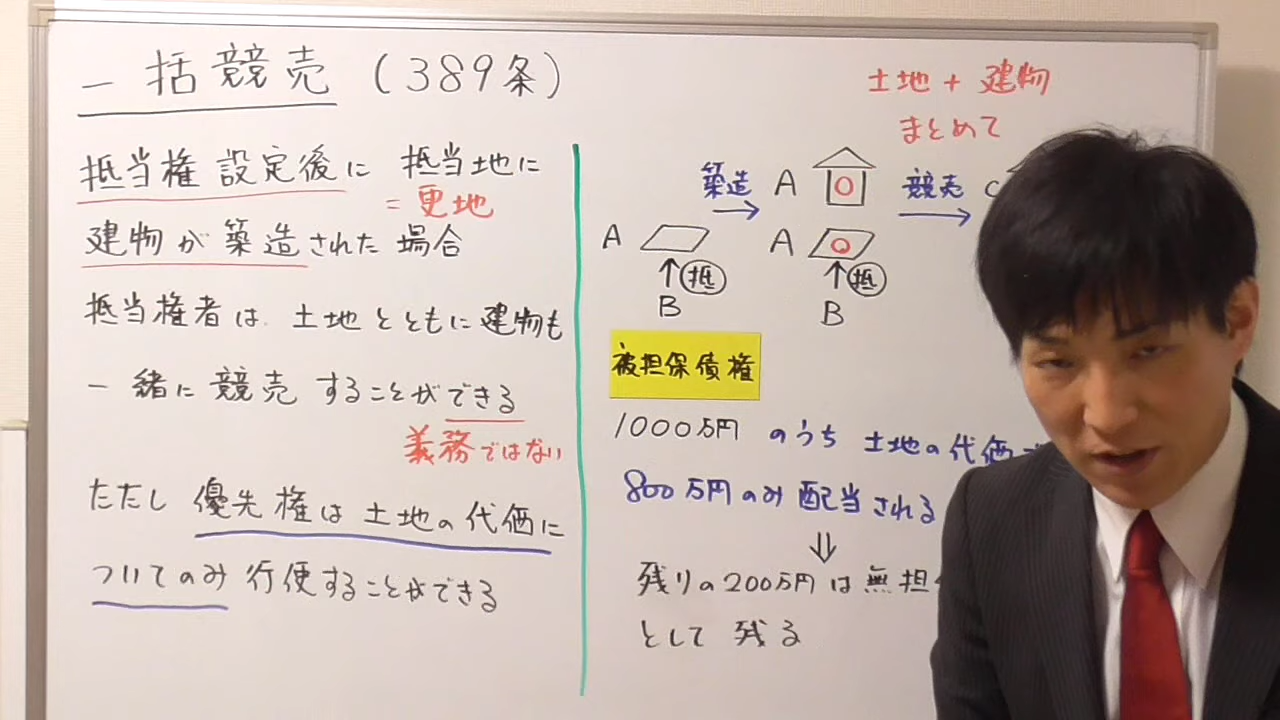 一括競売（389条）
抵当権設定後に 抵当地に
＝更地
建物が築造された場合
抵当権者は 土地とともに建物も
一緒に競売することができる
義務ではない
ただし 優先権は土地の代価に
ついてのみ行使することができる
土地＋建物
まとめて
築造 A 競売 C
A A
抵 抵
B B
被担保債権
1000万円 のうち 土地の代価
800万円のみ配当される
⇓
残りの200万円は無担
として残る